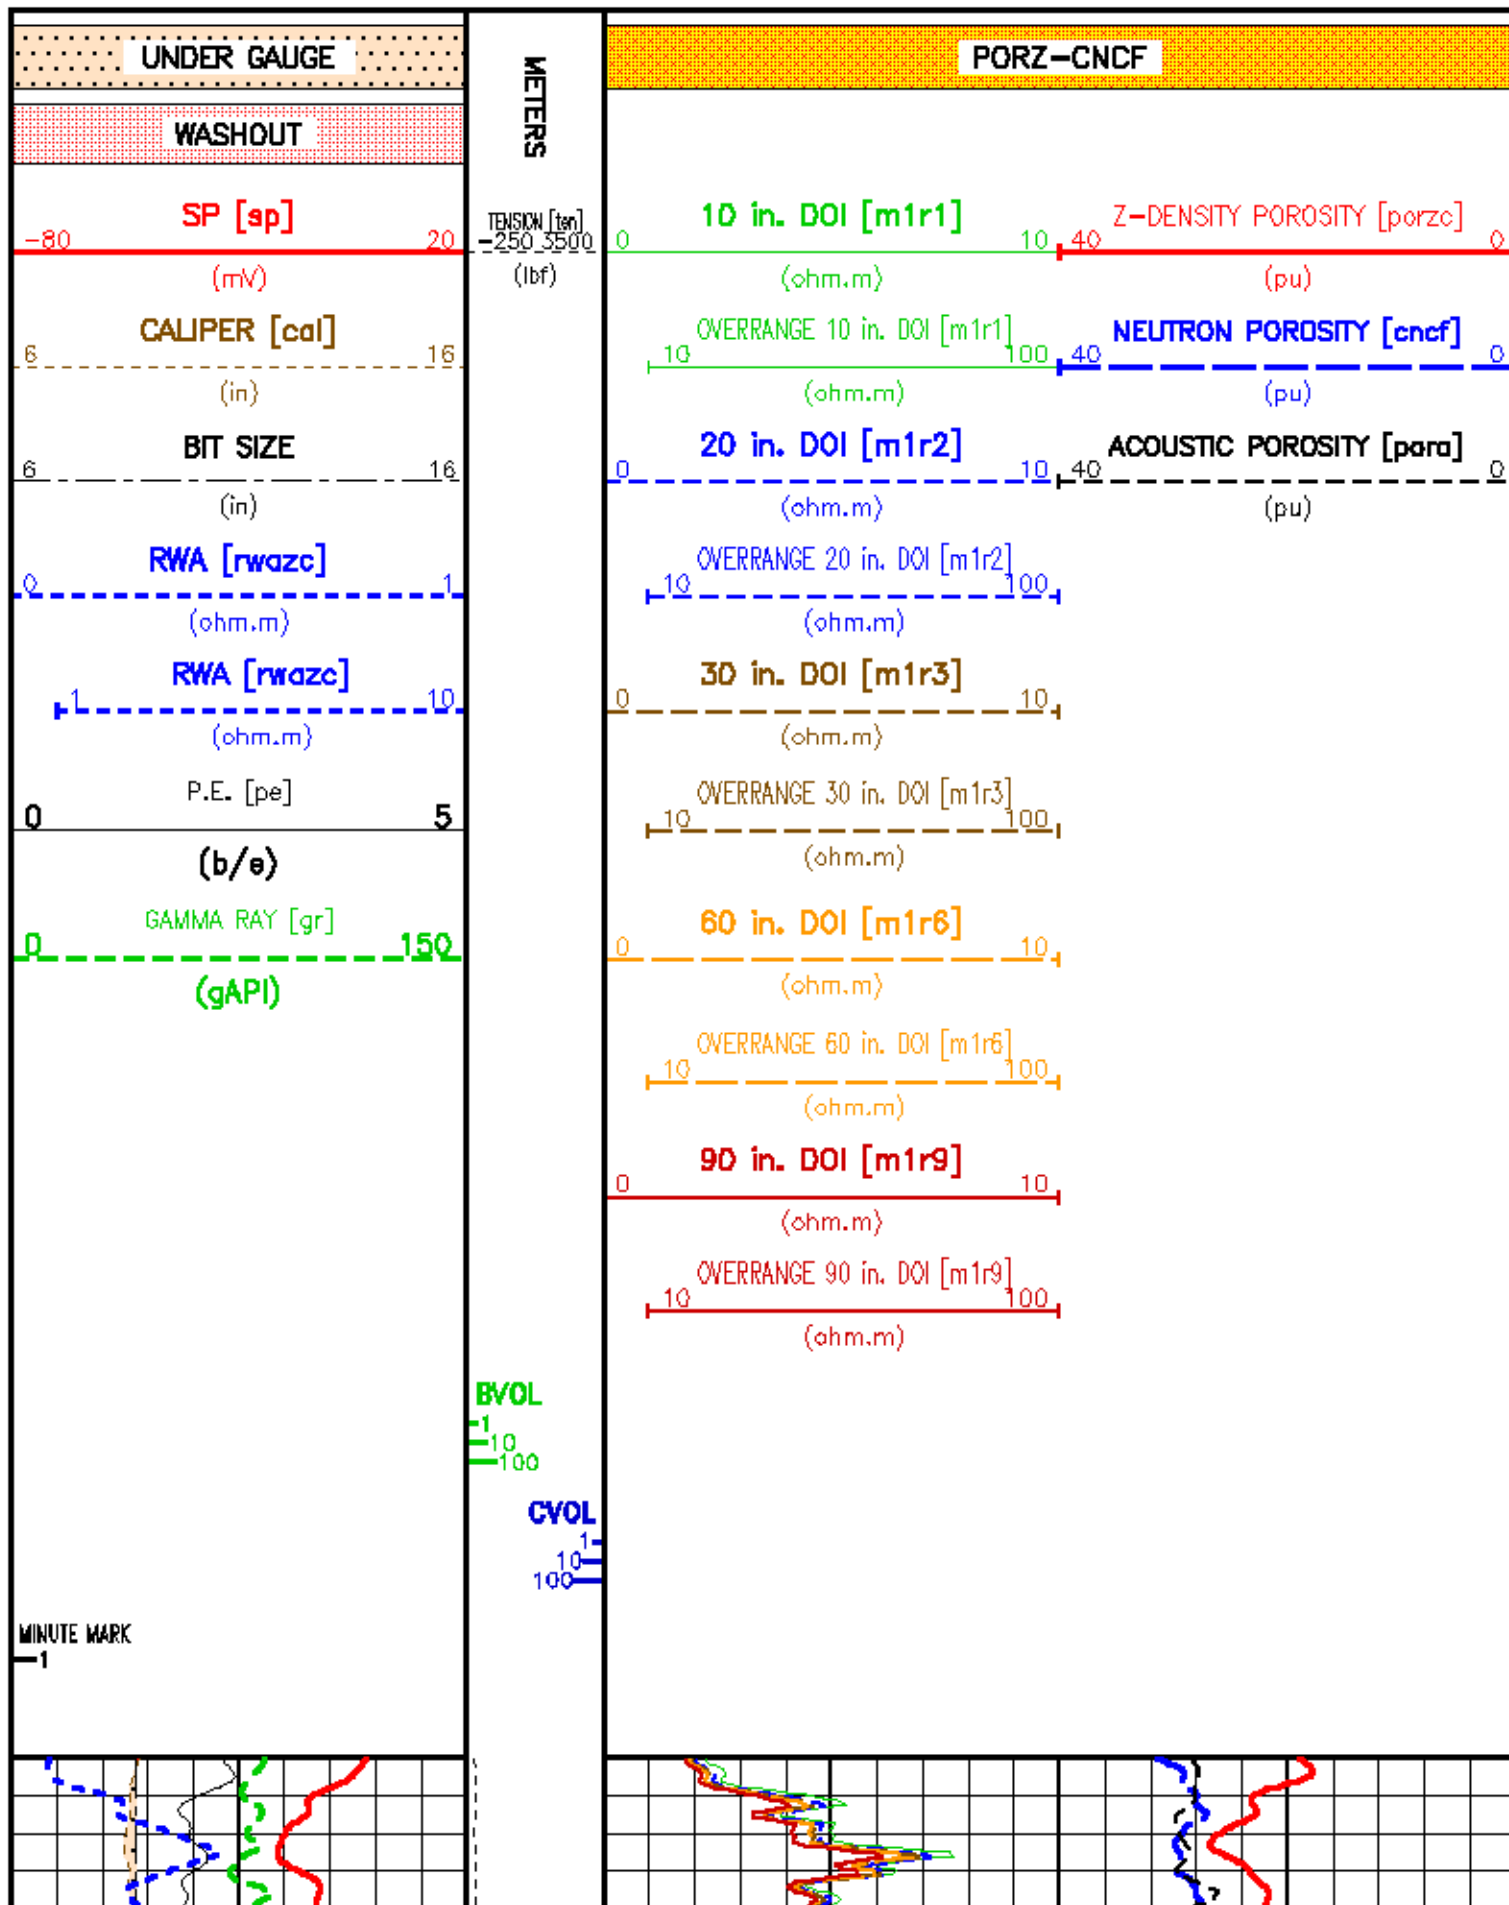 UNDER GAUGE
WASHOUT
SP [sp]
-80 20
(mV)
CALIPER [cal]
6 16
(in)
BIT SIZE
6 16
(in)
RWA [rwazc]
0 1
(ohm.m)
RWA [rwazc]
1 10
(ohm.m)
P.E. [pe]
0 5
(b/e)
GAMMA RAY [gr]
0 150
(gAPI)
MINUTE MARK
1
METERS
TENSION [ten]
-250 3500
(lbf)
BVOL
1
10
100
CVOL
1
10
100
PORZ-CNCF
10 in. DOI [m1r1]
0 10
(ohm.m)
OVERRANGE 10 in. DOI [m1r1]
10 100
(ohm.m)
20 in. DOI [m1r2]
0 10
(ohm.m)
OVERRANGE 20 in. DOI [m1r2]
10 100
(ohm.m)
30 in. DOI [m1r3]
0 10
(ohm.m)
OVERRANGE 30 in. DOI [m1r3]
10 100
(ohm.m)
60 in. DOI [m1r6]
0 10
(ohm.m)
OVERRANGE 60 in. DOI [m1r6]
10 100
(ohm.m)
90 in. DOI [m1r9]
0 10
(ohm.m)
OVERRANGE 90 in. DOI [m1r9]
10 100
(ohm.m)
Z-DENSITY POROSITY [porzc]
40 0
(pu)
NEUTRON POROSITY [cncf]
40 0
(pu)
ACOUSTIC POROSITY [pora]
40 0
(pu)